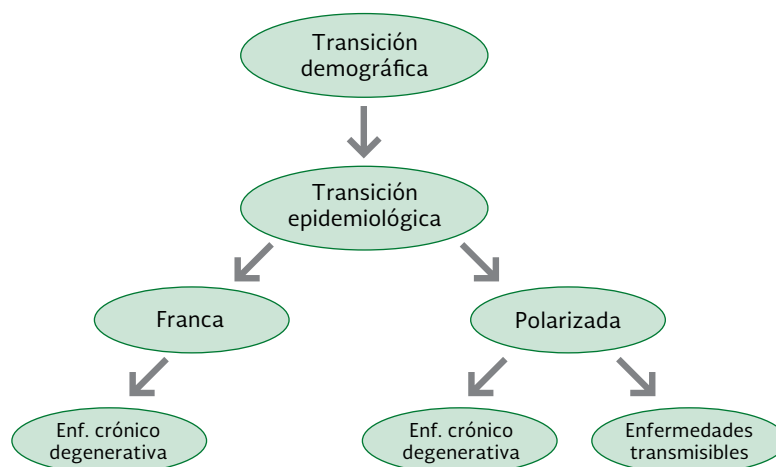 Transición
demográfica
Transición
epidemiológica
Franca
Polarizada
Enf. crónico
degenerativa
Enf. crónico
degenerativa
Enfermedades
transmisibles